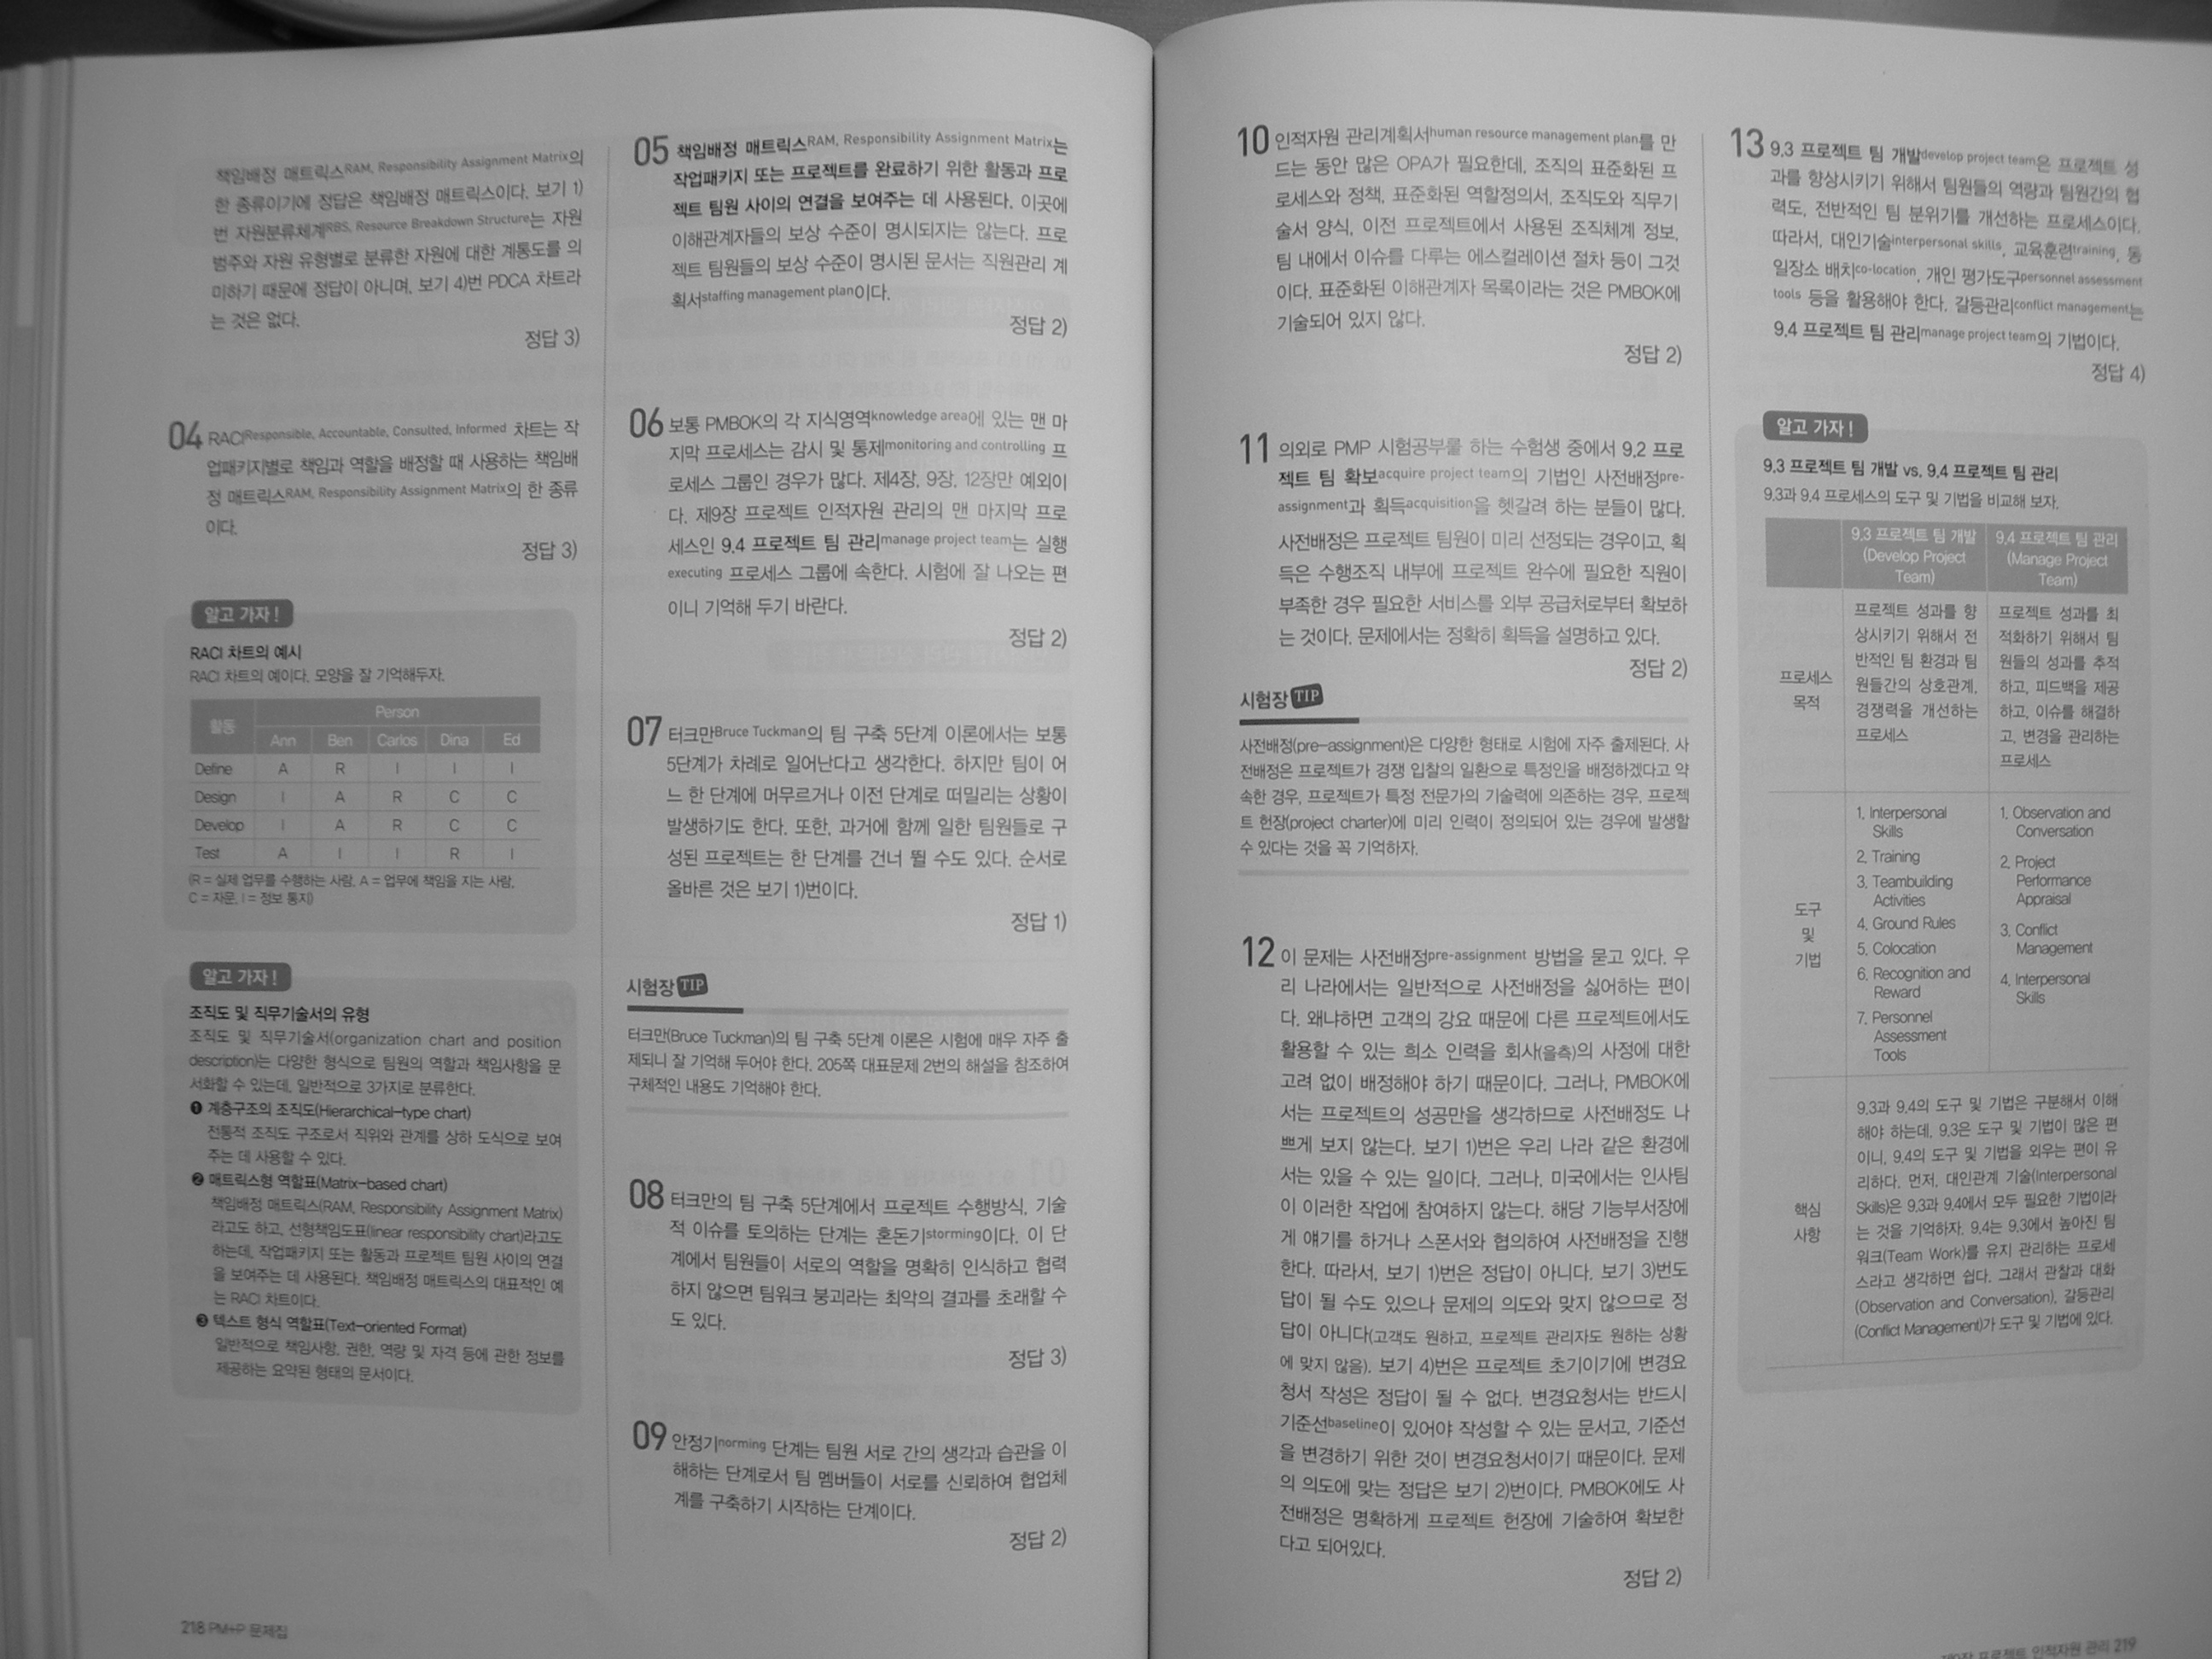 책임배정 매트릭스RAM, Responsibility Assignment Matrix의
한 종류이기에 정답은 책임배정 매트릭스이다. 보기 1)
번 자원분류체계RBS, Resource Breakdown Structure는 자원
범주와 자원 유형별로 분류한 자원에 대한 계통도를 의
미하기 때문에 정답이 아니며, 보기 4)번 PDCA 차트라
는 것은 없다.
정답 3)
04 RACIResponsible, Accountable, Consulted, Informed 차트는 작
업패키지별로 책임과 역할을 배정할 때 사용하는 책임배
정 매트릭스RAM, Responsibility Assignment Matrix의 한 종류
이다.
정답 3)
알고 가자!
RACI 차트의 예시
RACI 차트의 예이다. 모양을 잘 기억해두자.
활동 Person
Ann Ben Carlos Dina Ed
Define A R I I I
Design I A R C C
Develop I A R C C
Test A I I R I
(R = 실제 업무를 수행하는 사람, A = 업무에 책임을 지는 사람,
C = 자문, I = 정보 통지)
알고 가자!
조직도 및 직무기술서의 유형
조직도 및 직무기술서(organization chart and position
description)는 다양한 형식으로 팀원의 역할과 책임사항을 문
서화할 수 있는데, 일반적으로 3가지로 분류한다.
❶ 계층구조의 조직도(Hierarchical-type chart)
전통적 조직도 구조로서 직위와 관계를 상하 도식으로 보여
주는 데 사용할 수 있다.
❷ 매트릭스형 역할표(Matrix-based chart)
책임배정 매트릭스(RAM, Responsibility Assignment Matrix)
라고도 하고, 선형책임도표(linear responsibility chart)라고도
하는데, 작업패키지 또는 활동과 프로젝트 팀원 사이의 연결
을 보여주는 데 사용된다. 책임배정 매트릭스의 대표적인 예
는 RACI 차트이다.
❸ 텍스트 형식 역할표(Text-oriented Format)
일반적으로 책임사항, 권한, 역량 및 자격 등에 관한 정보를
제공하는 요약된 형태의 문서이다.
218 PM+P 문제집
05 책임배정 매트릭스RAM, Responsibility Assignment Matrix는
작업패키지 또는 프로젝트를 완료하기 위한 활동과 프로
젝트 팀원 사이의 연결을 보여주는 데 사용된다. 이곳에
이해관계자들의 보상 수준이 명시되지는 않는다. 프로
젝트 팀원들의 보상 수준이 명시된 문서는 직원관리 계
획서staffing management plan이다.
정답 2)
06 보통 PMBOK의 각 지식영역knowledge area에 있는 맨 마
지막 프로세스는 감시 및 통제monitoring and controlling 프
로세스 그룹인 경우가 많다. 제4장, 9장, 12장만 예외이
다. 제9장 프로젝트 인적자원 관리의 맨 마지막 프로
세스인 9.4 프로젝트 팀 관리manage project team는 실행
executing 프로세스 그룹에 속한다. 시험에 잘 나오는 편
이니 기억해 두기 바란다.
정답 2)
07 터크만Bruce Tuckman의 팀 구축 5단계 이론에서는 보통
5단계가 차례로 일어난다고 생각한다. 하지만 팀이 어
느 한 단계에 머무르거나 이전 단계로 떠밀리는 상황이
발생하기도 한다. 또한, 과거에 함께 일한 팀원들로 구
성된 프로젝트는 한 단계를 건너 뛸 수도 있다. 순서로
올바른 것은 보기 1)번이다.
정답 1)
시험장 TIP
터크만(Bruce Tuckman)의 팀 구축 5단계 이론은 시험에 매우 자주 출
제되니 잘 기억해 두어야 한다. 205쪽 대표문제 2번의 해설을 참조하여
구체적인 내용도 기억해야 한다.
08 터크만의 팀 구축 5단계에서 프로젝트 수행방식, 기술
적 이슈를 토의하는 단계는 혼돈기storming이다. 이 단
계에서 팀원들이 서로의 역할을 명확히 인식하고 협력
하지 않으면 팀워크 붕괴라는 최악의 결과를 초래할 수
도 있다.
정답 3)
09 안정기norming 단계는 팀원 서로 간의 생각과 습관을 이
해하는 단계로서 팀 멤버들이 서로를 신뢰하여 협업체
계를 구축하기 시작하는 단계이다.
정답 2)
10 인적자원 관리계획서human resource management plan를 만
드는 동안 많은 OPA가 필요한데, 조직의 표준화된 프
로세스와 정책, 표준화된 역할정의서, 조직도와 직무기
술서 양식, 이전 프로젝트에서 사용된 조직체계 정보,
팀 내에서 이슈를 다루는 에스컬레이션 절차 등이 그것
이다. 표준화된 이해관계자 목록이라는 것은 PMBOK에
기술되어 있지 않다.
정답 2)
11 의외로 PMP 시험공부를 하는 수험생 중에서 9.2 프로
젝트 팀 확보acquire project team의 기법인 사전배정pre-
assignment과 획득acquisition을 헷갈려 하는 분들이 많다.
사전배정은 프로젝트 팀원이 미리 선정되는 경우이고, 획
득은 수행조직 내부에 프로젝트 완수에 필요한 직원이
부족한 경우 필요한 서비스를 외부 공급처로부터 확보하
는 것이다. 문제에서는 정확히 획득을 설명하고 있다.
정답 2)
시험장 TIP
사전배정(pre-assignment)은 다양한 형태로 시험에 자주 출제된다. 사
전배정은 프로젝트가 경쟁 입찰의 일환으로 특정인을 배정하겠다고 약
속한 경우, 프로젝트가 특정 전문가의 기술력에 의존하는 경우, 프로젝
트 헌장(project charter)에 미리 인력이 정의되어 있는 경우에 발생할
수 있다는 것을 꼭 기억하자.
12 이 문제는 사전배정pre-assignment 방법을 묻고 있다. 우
리 나라에서는 일반적으로 사전배정을 싫어하는 편이
다. 왜냐하면 고객의 강요 때문에 다른 프로젝트에서도
활용할 수 있는 희소 인력을 회사(을측)의 사정에 대한
고려 없이 배정해야 하기 때문이다. 그러나, PMBOK에
서는 프로젝트의 성공만을 생각하므로 사전배정도 나
쁘게 보지 않는다. 보기 1)번은 우리 나라 같은 환경에
서는 있을 수 있는 일이다. 그러나, 미국에서는 인사팀
이 이러한 작업에 참여하지 않는다. 해당 기능부서장에
게 얘기를 하거나 스폰서와 협의하여 사전배정을 진행
한다. 따라서, 보기 1)번은 정답이 아니다. 보기 3)번도
답이 될 수도 있으나 문제의 의도와 맞지 않으므로 정
답이 아니다(고객도 원하고, 프로젝트 관리자도 원하는 상황
에 맞지 않음). 보기 4)번은 프로젝트 초기이기에 변경요
청서 작성은 정답이 될 수 없다. 변경요청서는 반드시
기준선baseline이 있어야 작성할 수 있는 문서고, 기준선
을 변경하기 위한 것이 변경요청서이기 때문이다. 문제
의 의도에 맞는 정답은 보기 2)번이다. PMBOK에도 사
전배정은 명확하게 프로젝트 헌장에 기술하여 확보한
다고 되어있다.
정답 2)
13 9.3 프로젝트 팀 개발develop project team은 프로젝트 성
과를 향상시키기 위해서 팀원들의 역량과 팀원간의 협
력도, 전반적인 팀 분위기를 개선하는 프로세스이다.
따라서, 대인기술interpersonal skills, 교육훈련training, 동
일장소 배치co-location, 개인 평가도구personnel assessment
tools 등을 활용해야 한다. 갈등관리conflict management는
9.4 프로젝트 팀 관리manage project team의 기법이다.
정답 4)
알고 가자!
9.3 프로젝트 팀 개발 vs. 9.4 프로젝트 팀 관리
9.3과 9.4 프로세스의 도구 및 기법을 비교해 보자.
9.3 프로젝트 팀 개발
(Develop Project
Team)
9.4 프로젝트 팀 관리
(Manage Project
Team)
프로세스
목적
프로젝트 성과를 향
상시키기 위해서 전
반적인 팀 환경과 팀
원들간의 상호관계,
경쟁력을 개선하는
프로세스
프로젝트 성과를 최
적화하기 위해서 팀
원들의 성과를 추적
하고, 피드백을 제공
하고, 이슈를 해결하
고, 변경을 관리하는
프로세스
도구
및
기법
1. Interpersonal
Skills
2. Training
3. Teambuilding
Activities
4. Ground Rules
5. Colocation
6. Recognition and
Reward
7. Personnel
Assessment
Tools
1. Observation and
Conversation
2. Project
Performance
Appraisal
3. Conflict
Management
4. Interpersonal
Skills
핵심
사항
9.3과 9.4의 도구 및 기법은 구분해서 이해
해야 하는데, 9.3은 도구 및 기법이 많은 편
이니, 9.4의 도구 및 기법을 외우는 편이 유
리하다. 먼저, 대인관계 기술(Interpersonal
Skills)은 9.3과 9.4에서 모두 필요한 기법이라
는 것을 기억하자. 9.4는 9.3에서 높아진 팀
워크(Team Work)를 유지 관리하는 프로세
스라고 생각하면 쉽다. 그래서 관찰과 대화
(Observation and Conversation), 갈등관리
(Conflict Management)가 도구 및 기법에 있다.
제9장 프로젝트 인적자원 관리 219